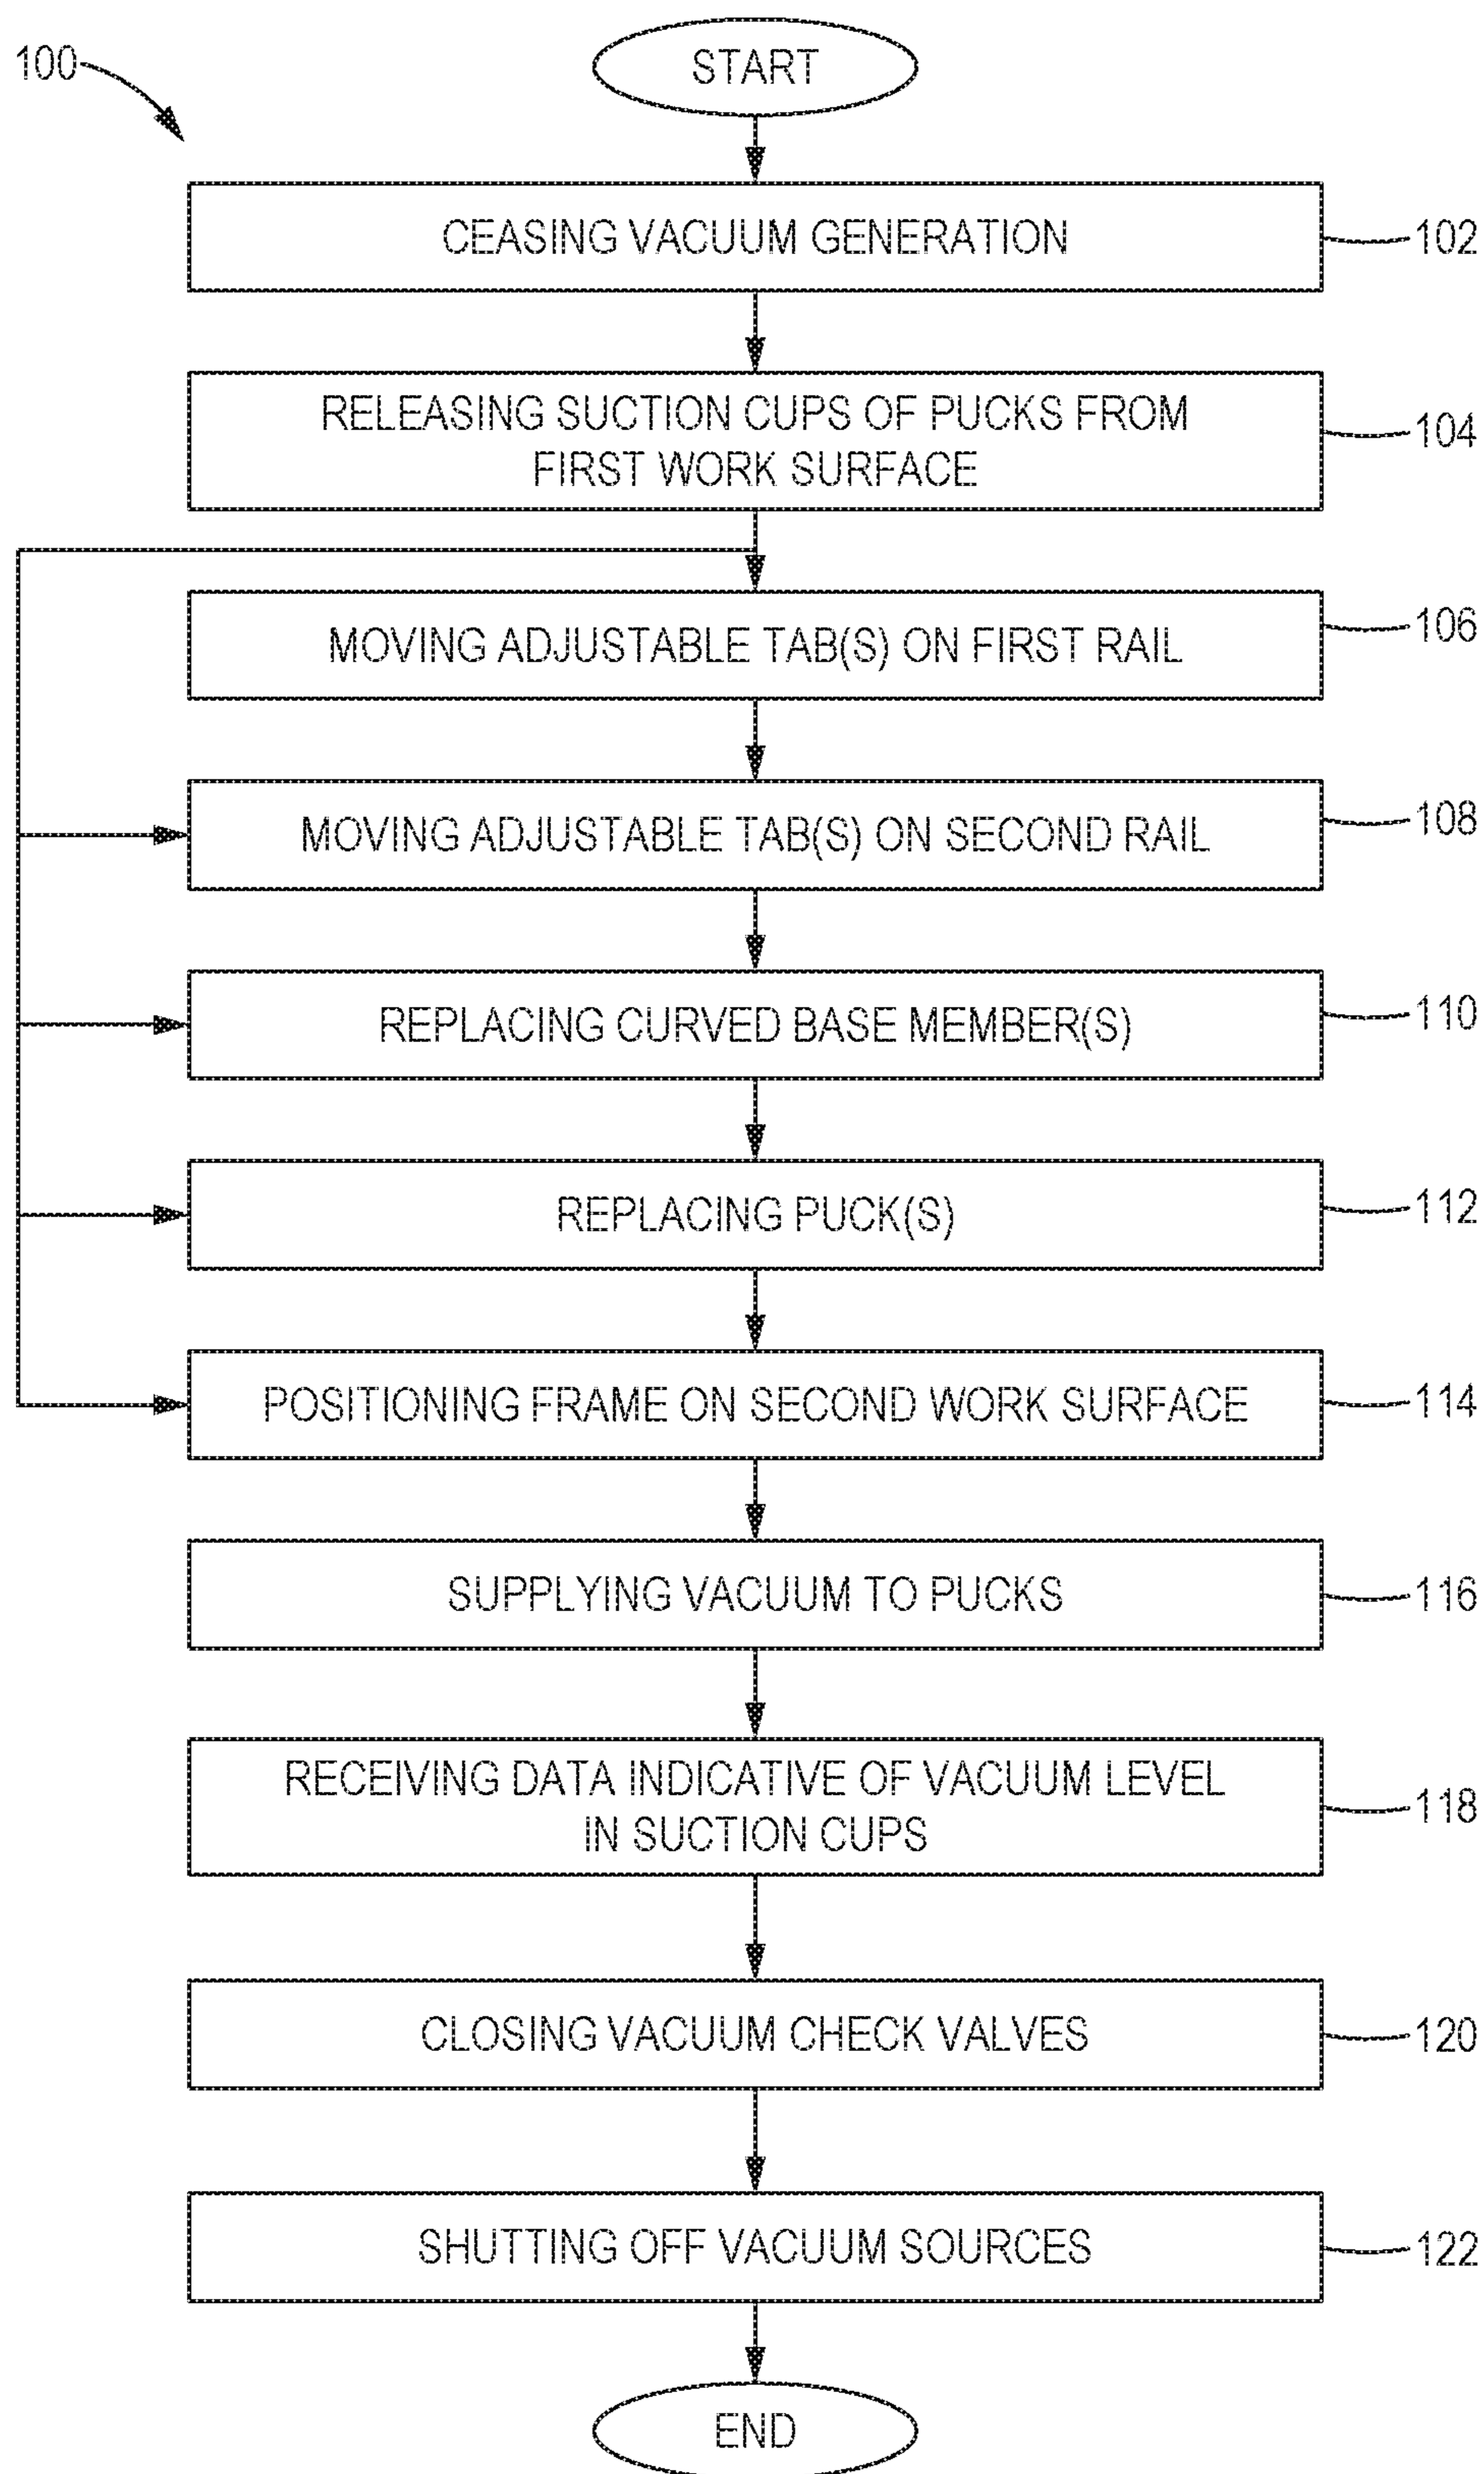 100
START
CEASING VACUUM GENERATION
102
RELEASING SUCTION CUPS OF PUCKS FROM
FIRST WORK SURFACE
104
MOVING ADJUSTABLE TAB(S) ON FIRST RAIL
106
MOVING ADJUSTABLE TAB(S) ON SECOND RAIL
108
REPLACING CURVED BASE MEMBER(S)
110
REPLACING PUCK(S)
112
POSITIONING FRAME ON SECOND WORK SURFACE
114
SUPPLYING VACUUM TO PUCKS
116
RECEIVING DATA INDICATIVE OF VACUUM LEVEL
IN SUCTION CUPS
118
CLOSING VACUUM CHECK VALVES
120
SHUTTING OFF VACUUM SOURCES
122
END